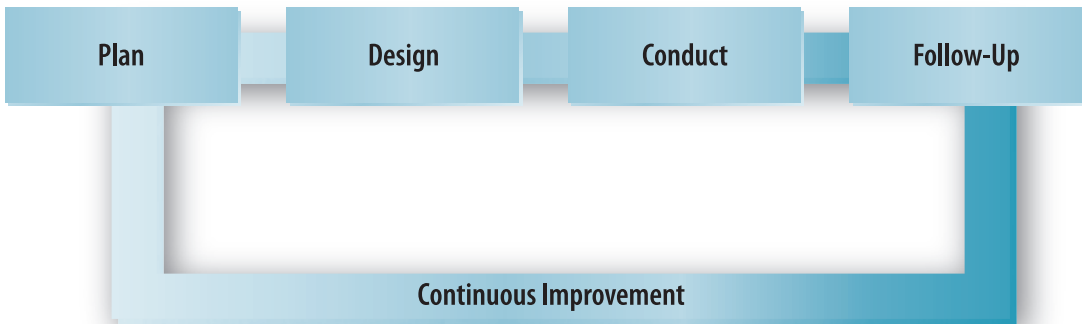 Plan
Design
Conduct
Follow-Up
Continuous Improvement